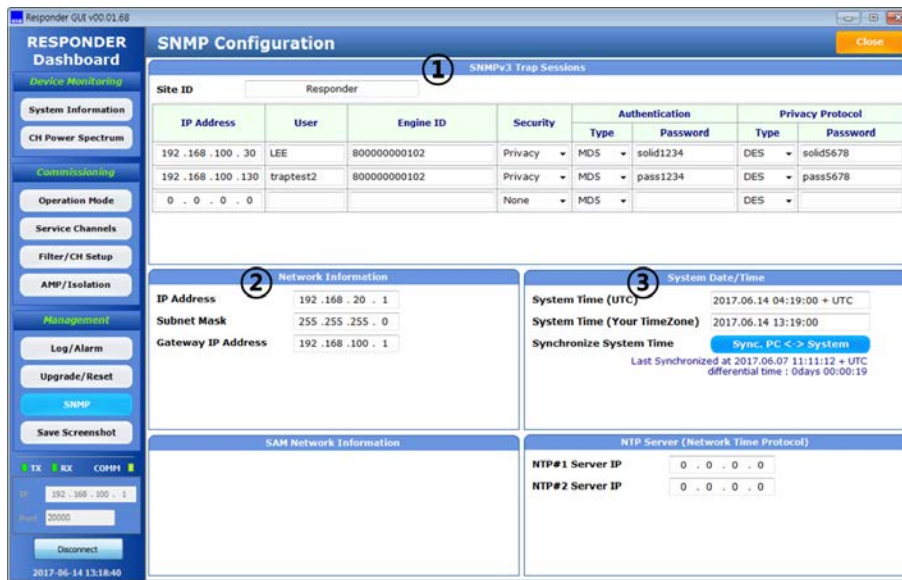 Responder GUI v00.01.68
RESPONDER
Dashboard
Device Monitoring
System Information
CH Power Spectrum
Commissioning
Operation Mode
Service Channels
Filter/CH Setup
AMP/Isolation
Management
Log/Alarm
Upgrade/Reset
SNMP
Save Screenshot
TX RX COMM
IP 192 . 168 . 100 . 1
Port 20000
Disconnect
2017-06-14 13:18:40
SNMP Configuration Close
① SNMPv3 Trap Sessions
Site ID Responder
IP Address User Engine ID Security Authentication Privacy Protocol
Type Password Type Password
192 .168 .100 . 30 LEE 800000000102 Privacy MD5 solid1234 DES solid5678
192 .168 .100 .130 traptest2 800000000102 Privacy MD5 pass1234 DES pass5678
0 . 0 . 0 . 0 None MD5 DES
② Network Information
IP Address 192 .168 . 20 . 1
Subnet Mask 255 .255 .255 . 0
Gateway IP Address 192 .168 .100 . 1
③ System Date/Time
System Time (UTC) 2017.06.14 04:19:00 + UTC
System Time (Your TimeZone) 2017.06.14 13:19:00
Synchronize System Time Sync. PC <-> System
Last Synchronized at 2017.06.07 11:11:12 + UTC
differential time : 0days 00:00:19
SAM Network Information
NTP Server (Network Time Protocol)
NTP#1 Server IP 0 . 0 . 0 . 0
NTP#2 Server IP 0 . 0 . 0 . 0